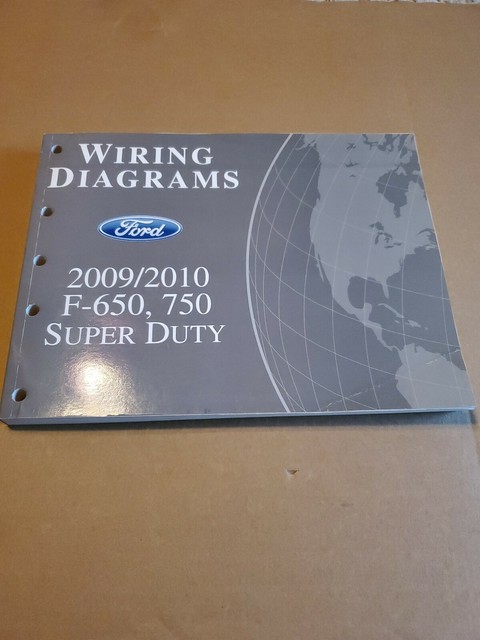 WIRING
DIAGRAMS
Ford
2009/2010
F-650, 750
SUPER DUTY